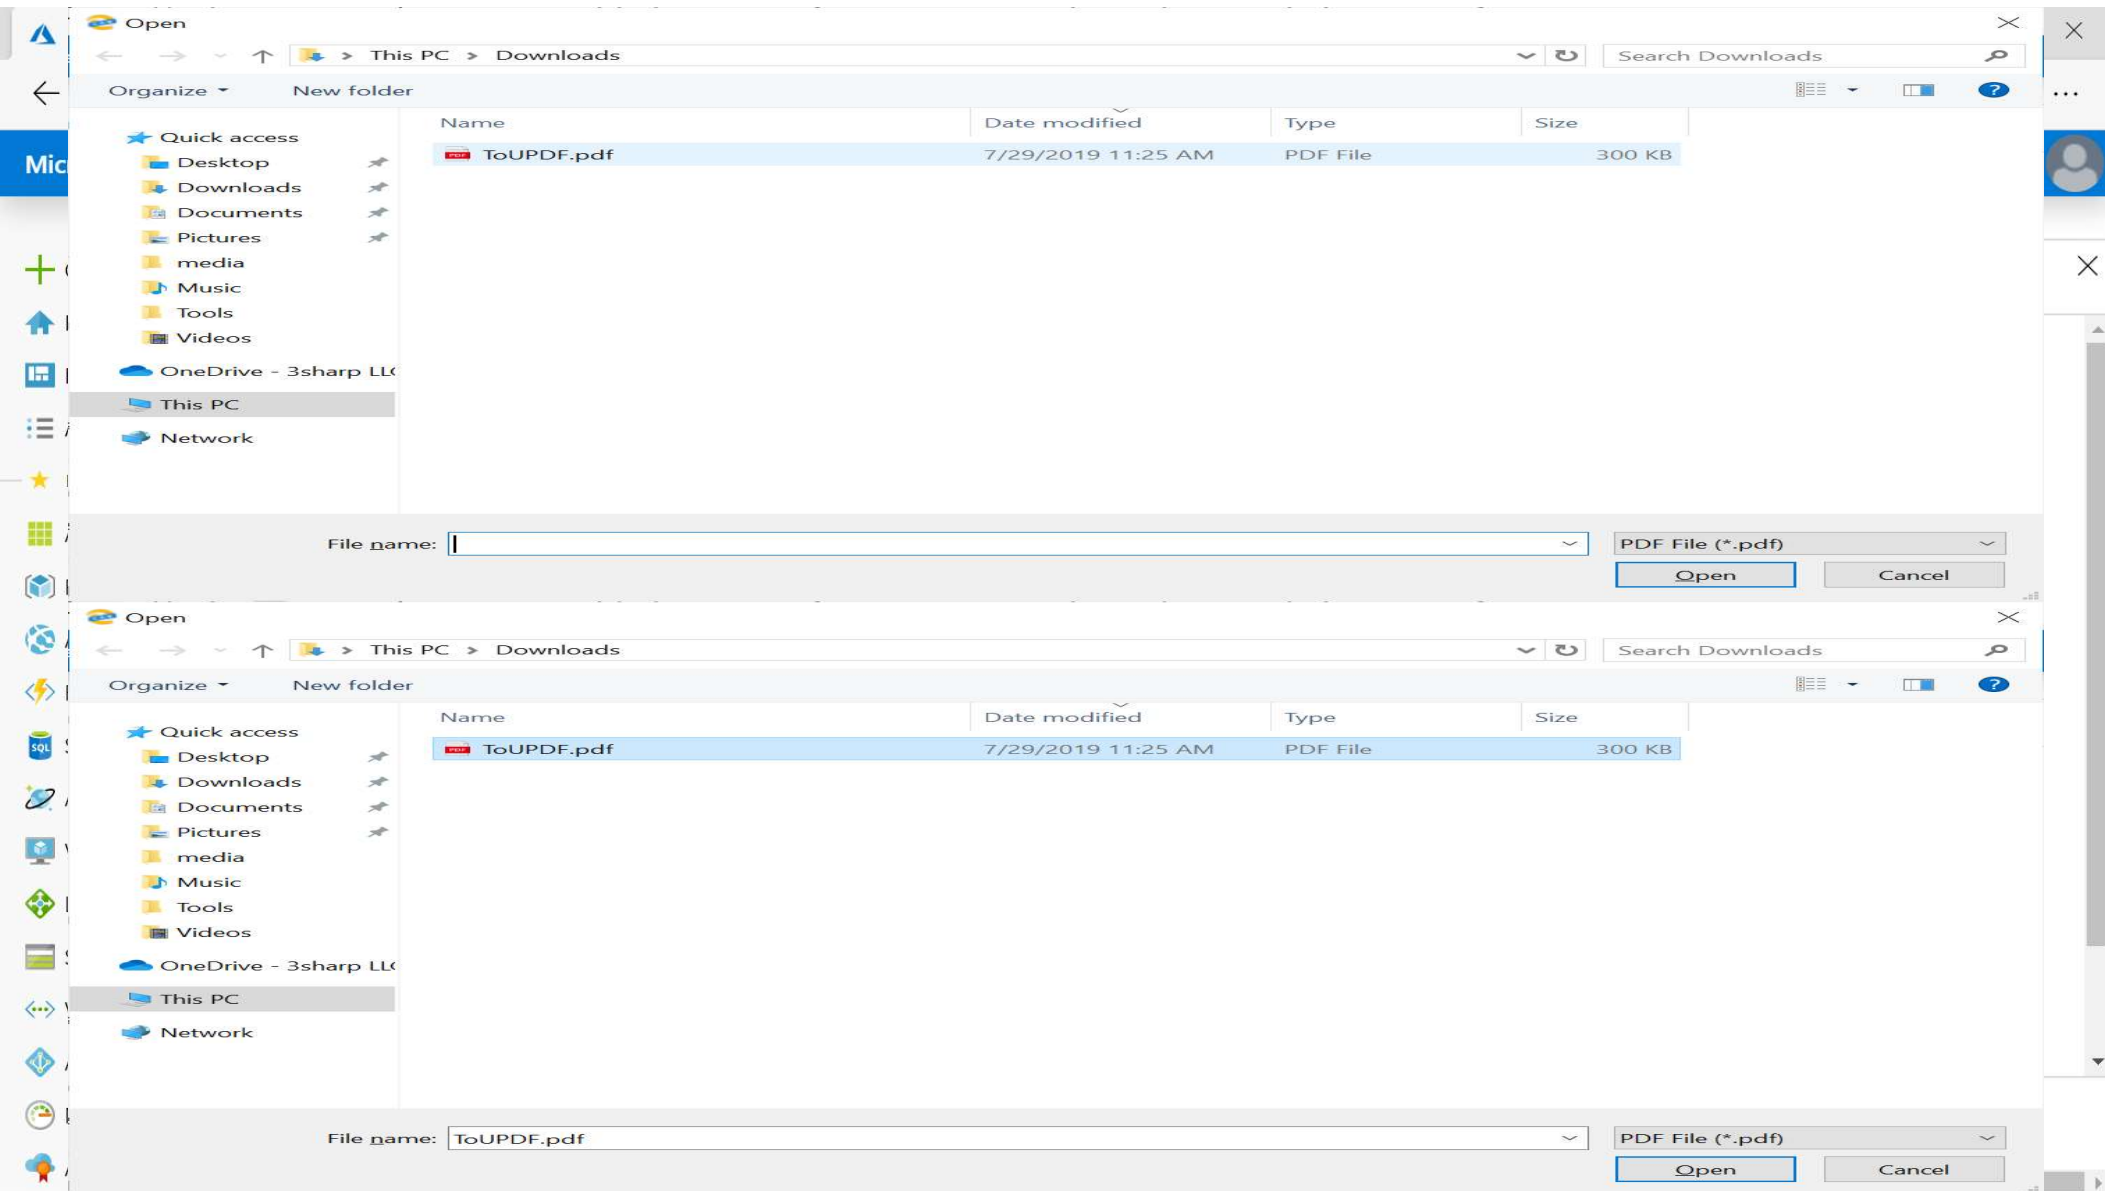 Open
This PC > Downloads
Search Downloads
Mic
Organize
New folder
Name
Date modified
Type
Size
Quick access
ToUPDF.pdf
7/29/2019 11:25 AM
PDF File
300 KB
Desktop
Downloads
Documents
Pictures
media
Music
Tools
Videos
OneDrive - 3sharp LL
This PC
Network
File name:
PDF File (*.pdf)
Open
Cancel
Open
This PC > Downloads
Search Downloads
Organize
New folder
Name
Date modified
Type
Size
Quick access
ToUPDF.pdf
7/29/2019 11:25 AM
PDF File
300 KB
Desktop
Downloads
Documents
Pictures
media
Music
Tools
Videos
OneDrive - 3sharp LL
This PC
Network
SQL
File name:
ToUPDF.pdf
PDF File (*.pdf)
Open
Cancel